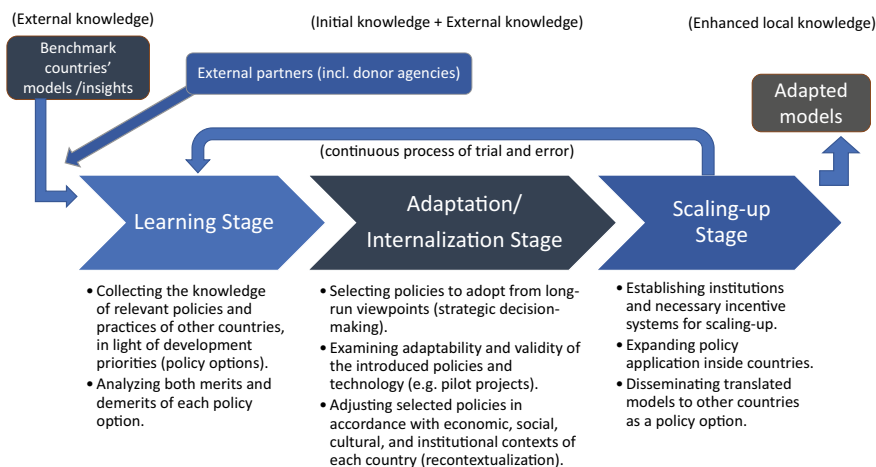 (External knowledge)
(Initial knowledge + External knowledge)
(Enhanced local knowledge)
Benchmark
countries’
models /insights
External partners (incl. donor agencies)
Adapted
models
(continuous process of trial and error)
Learning Stage
Adaptation/
Internalization Stage
Scaling-up
Stage
• Collecting the knowledge
of relevant policies and
practices of other countries,
in light of development
priorities (policy options).
• Analyzing both merits and
demerits of each policy
option.
• Selecting policies to adopt from long-
run viewpoints (strategic decision-
making).
• Examining adaptability and validity of
the introduced policies and
technology (e.g. pilot projects).
• Adjusting selected policies in
accordance with economic, social,
cultural, and institutional contexts of
each country (recontextualization).
• Establishing institutions
and necessary incentive
systems for scaling-up.
• Expanding policy
application inside countries.
• Disseminating translated
models to other countries
as a policy option.